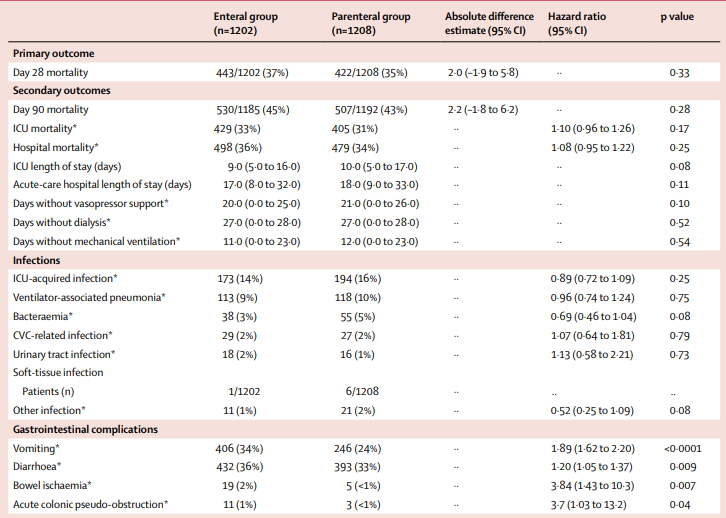 Enteral group (n=1202) Parenteral group (n=1208) Absolute difference estimate (95% CI) Hazard ratio (95% CI) p value
Primary outcome
Day 28 mortality 443/1202 (37%) 422/1208 (35%) 2·0 (−1·9 to 5·8) ·· 0·33
Secondary outcomes
Day 90 mortality 530/1185 (45%) 507/1192 (43%) 2·2 (−1·8 to 6·2) ·· 0·28
ICU mortality* 429 (33%) 405 (31%) ·· 1·10 (0·96 to 1·26) 0·17
Hospital mortality* 498 (36%) 479 (34%) ·· 1·08 (0·95 to 1·22) 0·25
ICU length of stay (days) 9·0 (5·0 to 16·0) 10·0 (5·0 to 17·0) ·· ·· 0·08
Acute-care hospital length of stay (days) 17·0 (8·0 to 32·0) 18·0 (9·0 to 33·0) ·· ·· 0·11
Days without vasopressor support* 20·0 (0·0 to 25·0) 21·0 (0·0 to 26·0) ·· ·· 0·10
Days without dialysis* 27·0 (0·0 to 28·0) 27·0 (0·0 to 28·0) ·· ·· 0·52
Days without mechanical ventilation* 11·0 (0·0 to 23·0) 12·0 (0·0 to 23·0) ·· ·· 0·54
Infections
ICU-acquired infection* 173 (14%) 194 (16%) ·· 0·89 (0·72 to 1·09) 0·25
Ventilator-associated pneumonia* 113 (9%) 118 (10%) ·· 0·96 (0·74 to 1·24) 0·75
Bacteraemia* 38 (3%) 55 (5%) ·· 0·69 (0·46 to 1·04) 0·08
CVC-related infection* 29 (2%) 27 (2%) ·· 1·07 (0·64 to 1·81) 0·79
Urinary tract infection* 18 (2%) 16 (1%) ·· 1·13 (0·58 to 2·21) 0·73
Soft-tissue infection
Patients (n) 1/1202 6/1208 ·· ·· ··
Other infection* 11 (1%) 21 (2%) ·· 0·52 (0·25 to 1·09) 0·08
Gastrointestinal complications
Vomiting* 406 (34%) 246 (24%) ·· 1·89 (1·62 to 2·20) <0·0001
Diarrhoea* 432 (36%) 393 (33%) ·· 1·20 (1·05 to 1·37) 0·009
Bowel ischaemia* 19 (2%) 5 (<1%) ·· 3·84 (1·43 to 10·3) 0·007
Acute colonic pseudo-obstruction* 11 (1%) 3 (<1%) ·· 3·7 (1·03 to 13·2) 0·04